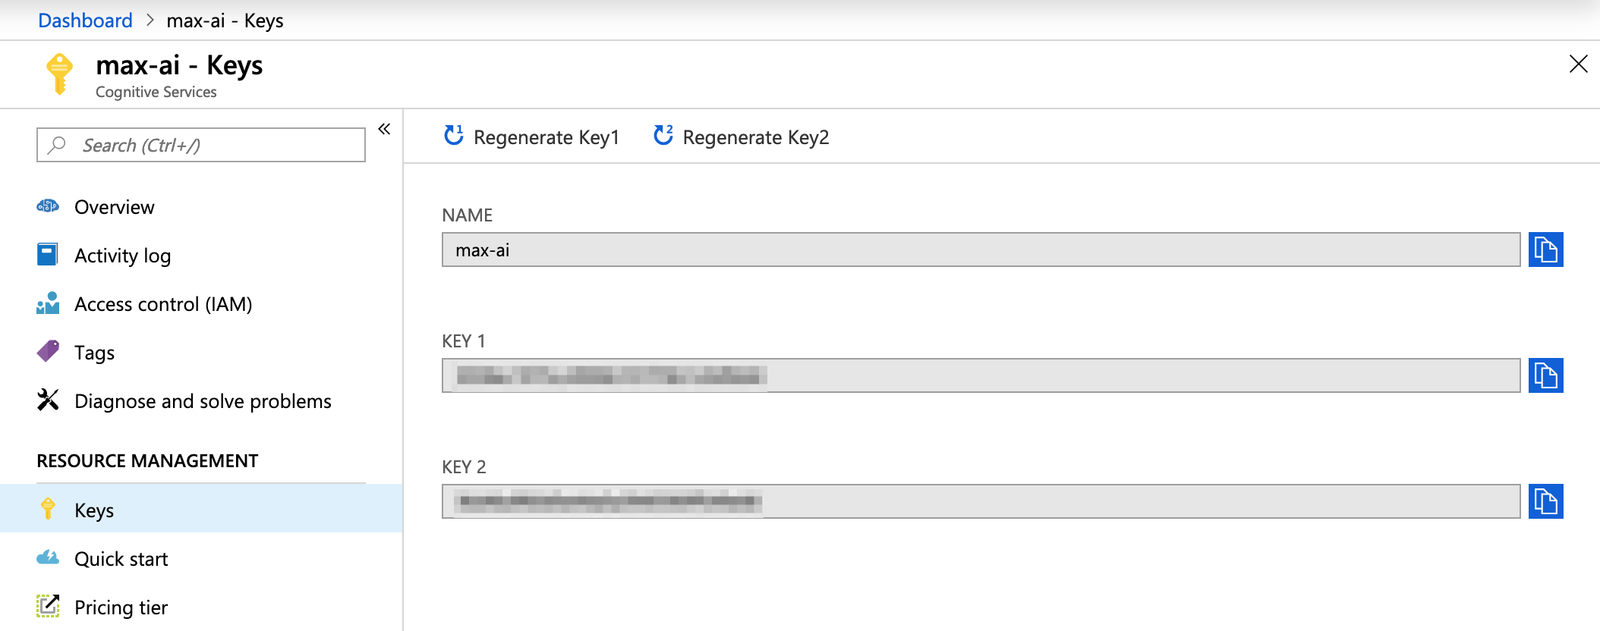 Dashboard > max-ai - Keys
max-ai - Keys
Cognitive Services
Search (Ctrl+/)
«
Overview
Activity log
Access control (IAM)
Tags
Diagnose and solve problems
RESOURCE MANAGEMENT
Keys
Quick start
Pricing tier
1 Regenerate Key1
2 Regenerate Key2
NAME
max-ai
KEY 1
KEY 2